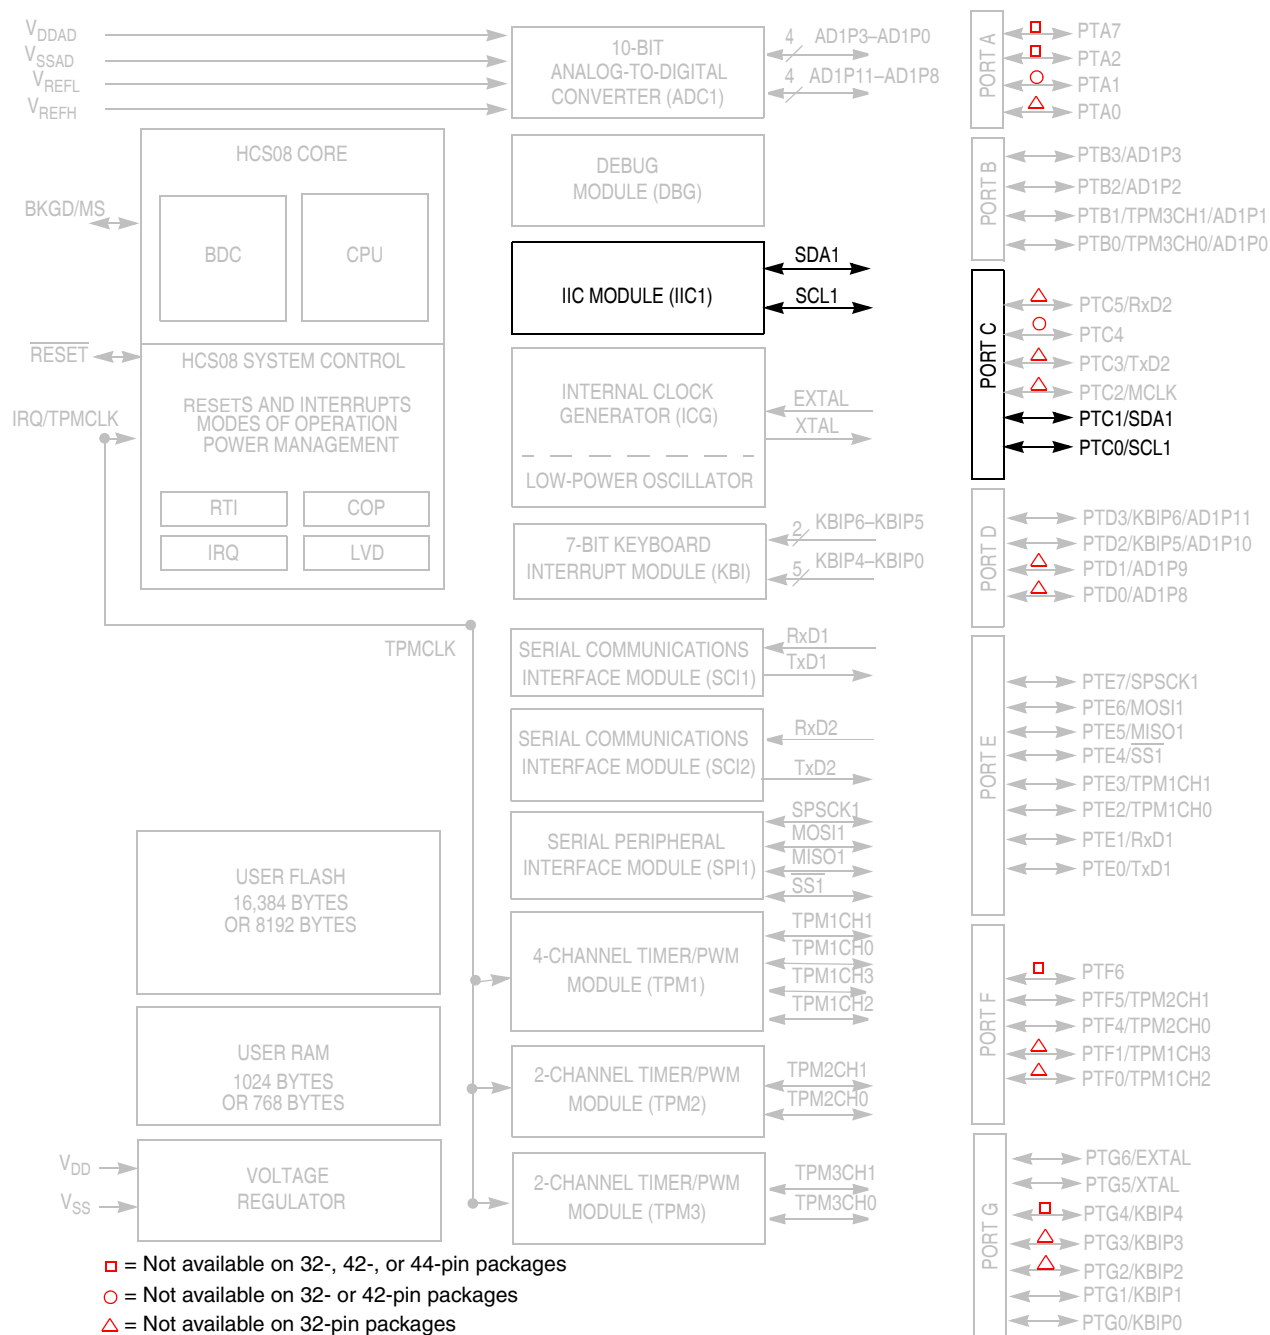 VDDAD
VSSAD
VREFL
VREFH
10-BIT
ANALOG-TO-DIGITAL
CONVERTER (ADC1)
4 AD1P3–AD1P0
4 AD1P11–AD1P8
HCS08 CORE
BDC
CPU
BKGD/MS
RESET
IRQ/TPMCLK
HCS08 SYSTEM CONTROL
RESETS AND INTERRUPTS
MODES OF OPERATION
POWER MANAGEMENT
RTI
COP
IRQ
LVD
TPMCLK
DEBUG
MODULE (DBG)
IIC MODULE (IIC1)
SDA1
SCL1
INTERNAL CLOCK
GENERATOR (ICG)
LOW-POWER OSCILLATOR
EXTAL
XTAL
7-BIT KEYBOARD
INTERRUPT MODULE (KBI)
2 KBIP6–KBIP5
5 KBIP4–KBIP0
SERIAL COMMUNICATIONS
INTERFACE MODULE (SCI1)
RxD1
TxD1
SERIAL COMMUNICATIONS
INTERFACE MODULE (SCI2)
RxD2
TxD2
SERIAL PERIPHERAL
INTERFACE MODULE (SPI1)
SPSCK1
MOSI1
MISO1
SS1
USER FLASH
16,384 BYTES
OR 8192 BYTES
4-CHANNEL TIMER/PWM
MODULE (TPM1)
TPM1CH1
TPM1CH0
TPM1CH3
TPM1CH2
USER RAM
1024 BYTES
OR 768 BYTES
2-CHANNEL TIMER/PWM
MODULE (TPM2)
TPM2CH1
TPM2CH0
VDD
VSS
VOLTAGE
REGULATOR
2-CHANNEL TIMER/PWM
MODULE (TPM3)
TPM3CH1
TPM3CH0
PORT A
PTA7
PTA2
PTA1
PTA0
PORT B
PTB3/AD1P3
PTB2/AD1P2
PTB1/TPM3CH1/AD1P1
PTB0/TPM3CH0/AD1P0
PORT C
PTC5/RxD2
PTC4
PTC3/TxD2
PTC2/MCLK
PTC1/SDA1
PTC0/SCL1
PORT D
PTD3/KBIP6/AD1P11
PTD2/KBIP5/AD1P10
PTD1/AD1P9
PTD0/AD1P8
PORT E
PTE7/SPSCK1
PTE6/MOSI1
PTE5/MISO1
PTE4/SS1
PTE3/TPM1CH1
PTE2/TPM1CH0
PTE1/RxD1
PTE0/TxD1
PORT F
PTF6
PTF5/TPM2CH1
PTF4/TPM2CH0
PTF1/TPM1CH3
PTF0/TPM1CH2
PORT G
PTG6/EXTAL
PTG5/XTAL
PTG4/KBIP4
PTG3/KBIP3
PTG2/KBIP2
PTG1/KBIP1
PTG0/KBIP0
= Not available on 32-, 42-, or 44-pin packages
= Not available on 32- or 42-pin packages
= Not available on 32-pin packages